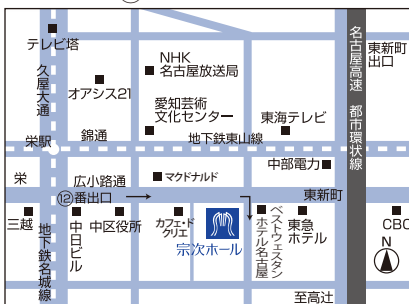 テレビ塔
NHK
名古屋放送局
名古屋高速 都市環状線
東新町
出口
久屋大通
オアシス21
愛知芸術
文化センター
東海テレビ
栄駅
錦通
地下鉄東山線
中部電力
栄
広小路通
マクドナルド
東新町
⑫番出口
三越
地下鉄名城線
中日ビル
中区役所
カフェ・ド
クリエ
宗次ホール
ベストウェスタン
ホテル名古屋
東急
ホテル
CBC
N
至高辻